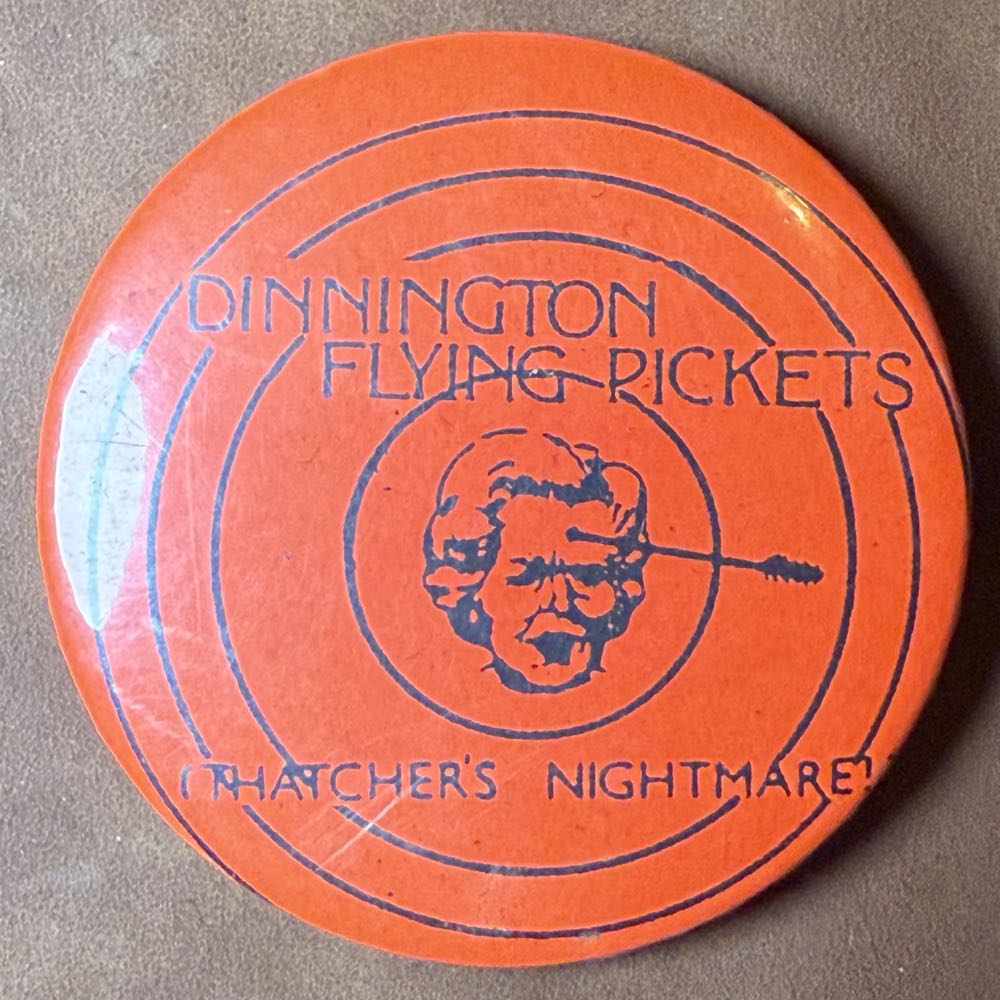 DINNINGTON
FLYING PICKETS
(THATCHER'S NIGHTMARE!)